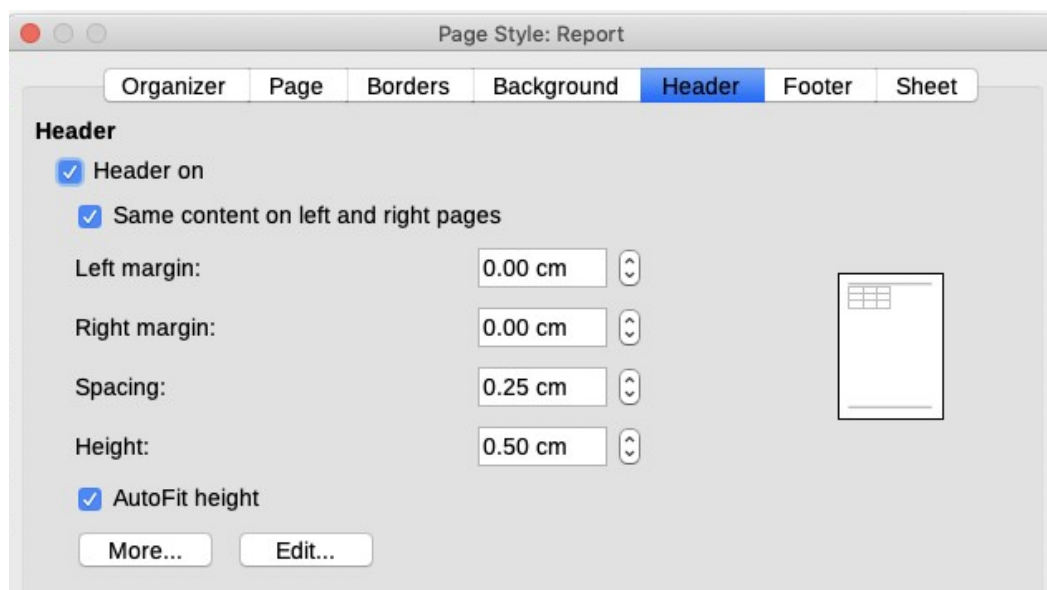 Page Style: Report
Organizer Page Borders Background Header Footer Sheet
Header
Header on
Same content on left and right pages
Left margin: 0.00 cm
Right margin: 0.00 cm
Spacing: 0.25 cm
Height: 0.50 cm
AutoFit height
More... Edit...